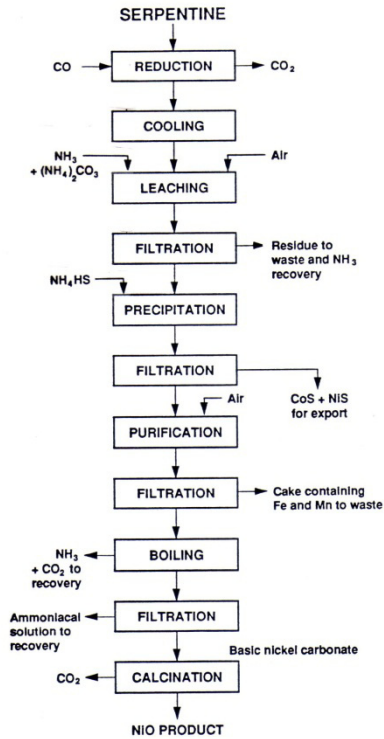 SERPENTINE
CO
REDUCTION
CO2
COOLING
NH3
+ (NH4)2CO3
Air
LEACHING
FILTRATION
Residue to
waste and NH3
recovery
NH4HS
PRECIPITATION
FILTRATION
CoS + NiS
for export
Air
PURIFICATION
FILTRATION
Cake containing
Fe and Mn to waste
NH3
+ CO2 to
recovery
BOILING
Ammoniacal
solution to
recovery
FILTRATION
Basic nickel carbonate
CO2
CALCINATION
NIO PRODUCT